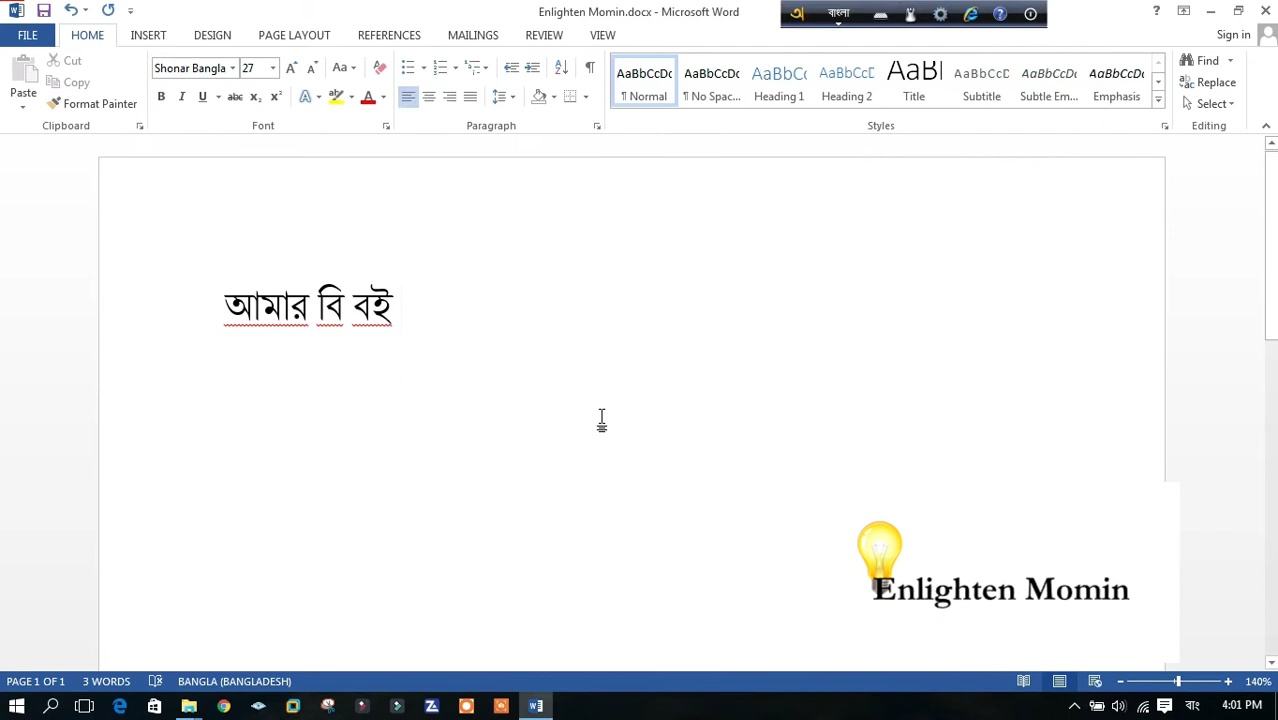 Enlighten Momin.docx - Microsoft Word
বাংলা
FILE HOME INSERT DESIGN PAGE LAYOUT REFERENCES MAILINGS REVIEW VIEW Sign in
Paste
Cut
Copy
Format Painter
Clipboard
Shonar Bangla 27
Font
Paragraph
AaBbCcDc AaBbCcDc AaBbC AaBbCc AaBl AaBbCcD AaBbCcDc AaBbCcDc
¶ Normal ¶ No Spac... Heading 1 Heading 2 Title Subtitle Subtle Em... Emphasis
Styles
Find
Replace
Select
Editing
আমার বি বই
Enlighten Momin
PAGE 1 OF 1 3 WORDS BANGLA (BANGLADESH) 140%
বাং 4:01 PM